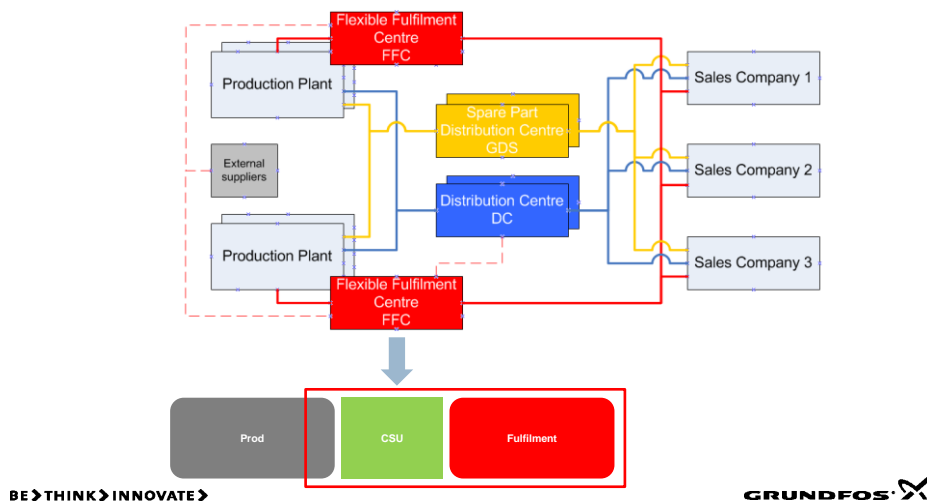 Flexible Fulfilment
Centre
FFC
Production Plant
Sales Company 1
Spare Part
Distribution Centre
GDS
External
suppliers
Sales Company 2
Distribution Centre
DC
Production Plant
Sales Company 3
Flexible Fulfilment
Centre
FFC
Prod
CSU
Fulfilment
BE>THINK>INNOVATE>
GRUNDFOS